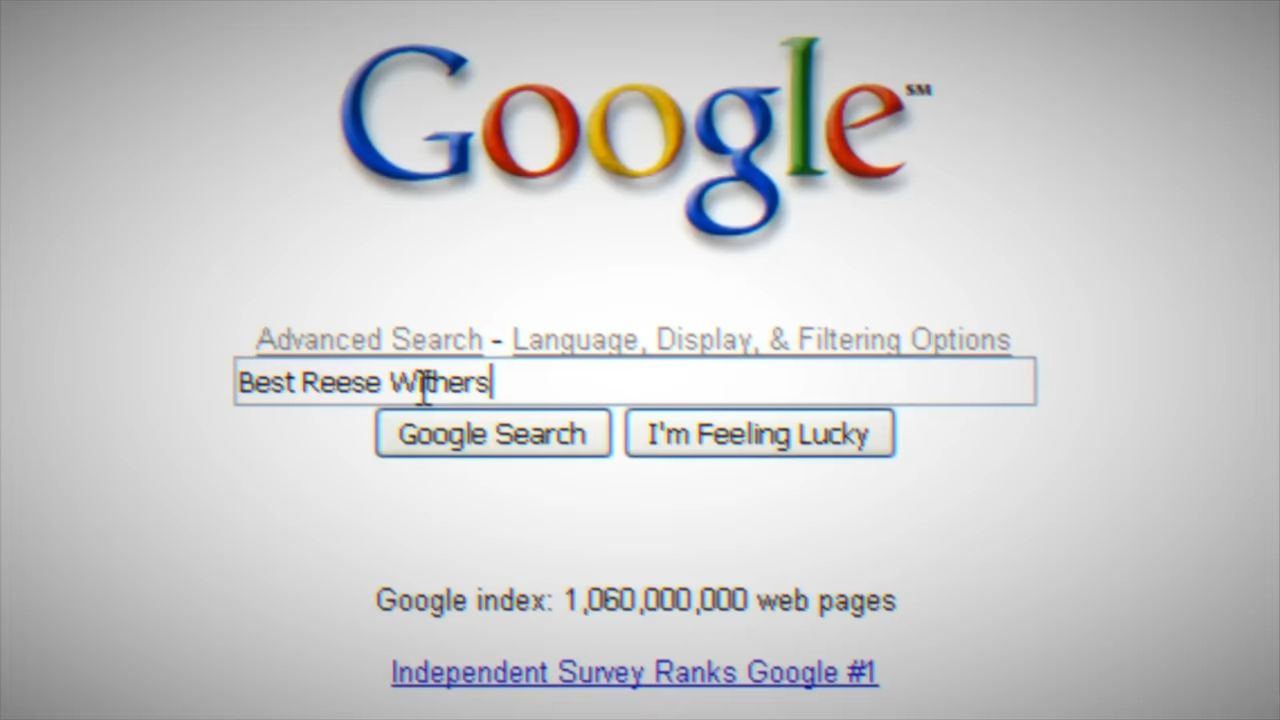 Google SM
Advanced Search - Language, Display, & Filtering Options
Best Reese Withers
Google Search I'm Feeling Lucky
Google index: 1,060,000,000 web pages
Independent Survey Ranks Google #1